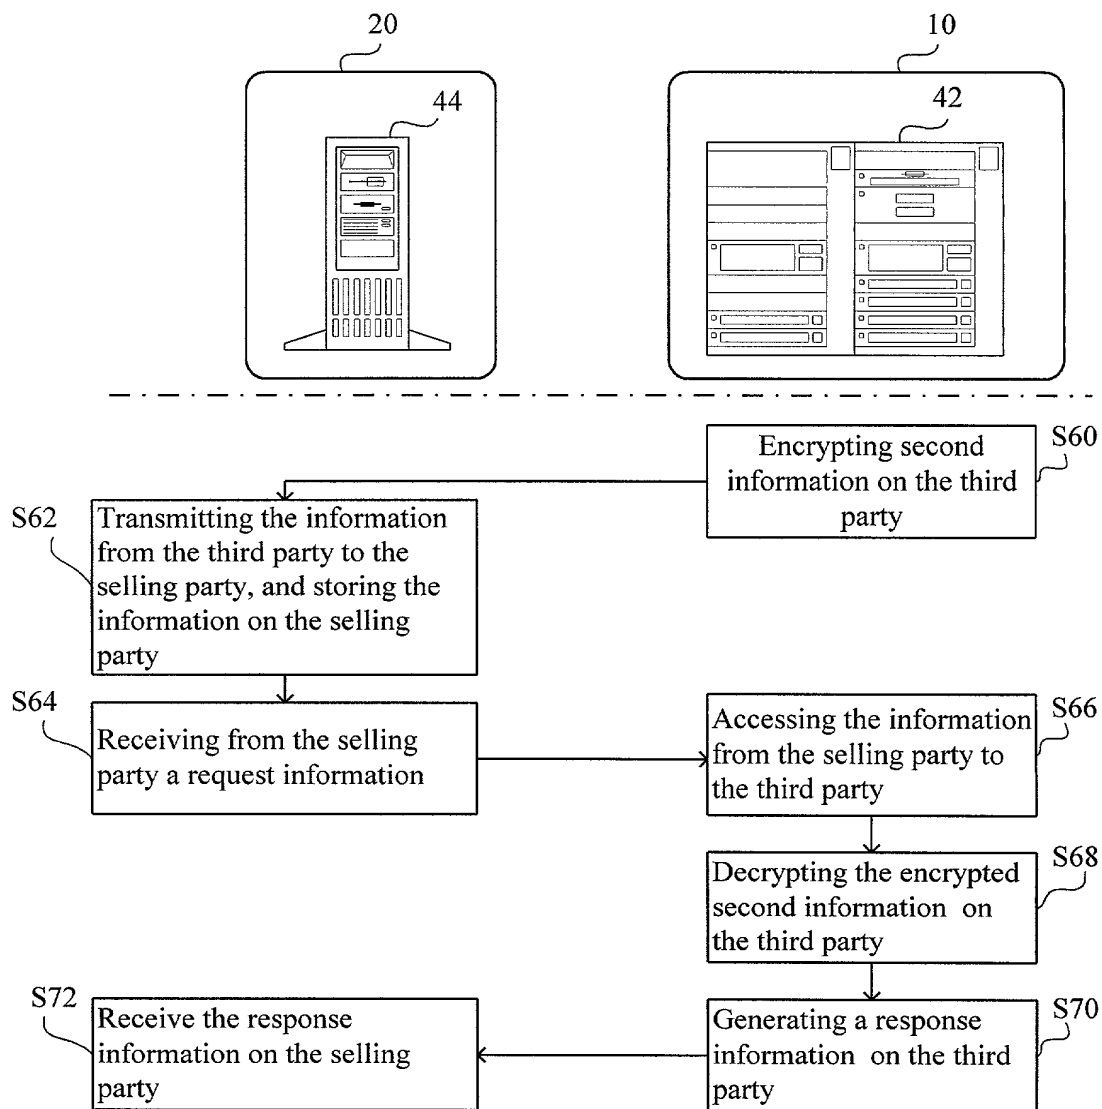 20
10
44
42
S60
Encrypting second
information on the third
party
S62
Transmitting the information
from the third party to the
selling party, and storing the
information on the selling
party
S64
Receiving from the selling
party a request information
S66
Accessing the information
from the selling party to
the third party
S68
Decrypting the encrypted
second information on
the third party
S70
Generating a response
information on the third
party
S72
Receive the response
information on the selling
party